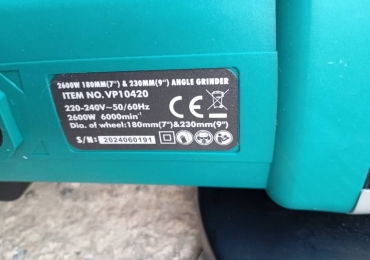 2600W 180MM(7") & 230MM(9") ANGLE GRINDER
ITEM NO.VP10420
220-240V~50/60Hz
2600W 6000min⁻¹
Dia. of wheel:180mm(7")&230mm(9")
S/N: 2024060191
CE